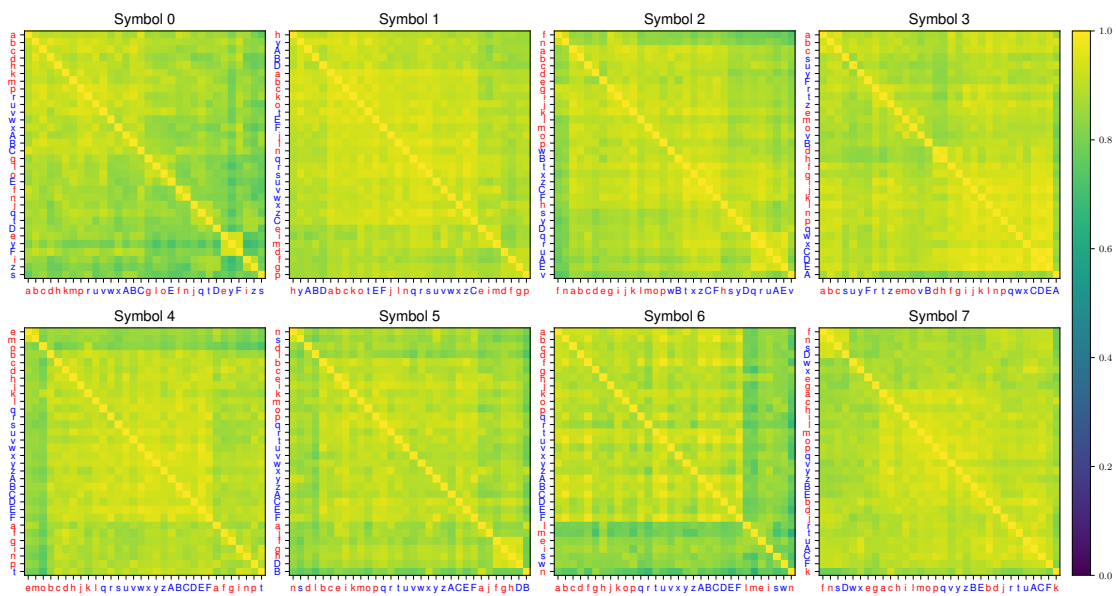 Symbol 0
Symbol 1
Symbol 2
Symbol 3
a b c d h k m p r u v w x A B C g l o E f n j q t D e y F i z s
h y A B D a b c k o t E F j l n q r s u v w x z C e i m d f g p
f n a b c d e g i j k l m o p w B t x z C F h s y D q r u A E v
a b c s u y F r t z e m o v B d h f g i j k l n p q w x C D E A
Symbol 4
Symbol 5
Symbol 6
Symbol 7
e m o b c d h j k l q r s u v w x y z A B C D E F a f g i n p t
n s d l b c e i k m o p q r t u v w x y z A C E F a j f g h D B
a b c d f g h j k o p q r t u v y z A B C D E F l m e i s w n
f n s D w x e g a c h i l m o p q v y z B E b d j r t u A C F k
1.0
0.8
0.6
0.4
0.2
0.0